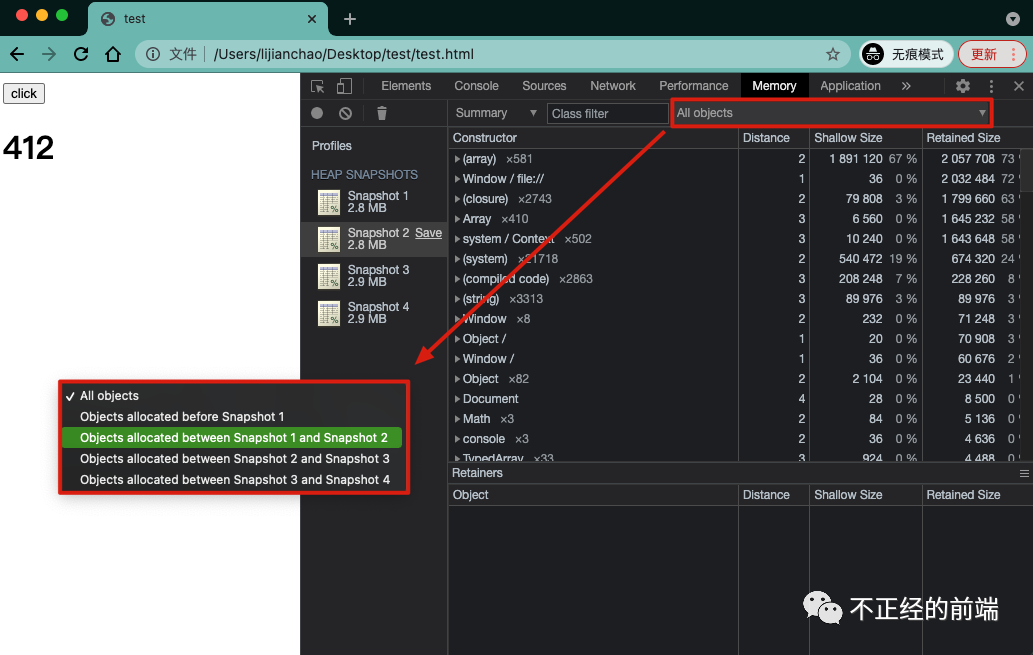 test
文件 /Users/lijianchao/Desktop/test/test.html 无痕模式 更新
click
412
Elements Console Sources Network Performance Memory Application »
Summary Class filter All objects
Profiles
HEAP SNAPSHOTS
Snapshot 1
2.8 MB
Snapshot 2 Save
2.8 MB
Snapshot 3
2.9 MB
Snapshot 4
2.9 MB
Constructor Distance Shallow Size Retained Size
(array) ×581 2 1 891 120 67 % 2 057 708 73
Window / file:// 1 36 0 % 2 032 484 72
(closure) ×2743 2 79 808 3 % 1 799 660 63
Array ×410 3 6 560 0 % 1 645 232 58
system / Context ×502 3 10 240 0 % 1 643 648 58
(system) ×21718 2 540 472 19 % 674 320 24
(compiled code) ×2863 3 208 248 7 % 228 260 8
(string) ×3313 3 89 976 3 % 89 976 3
Window ×8 2 232 0 % 71 248 3
Object / 1 20 0 % 70 908 3
Window / 1 36 0 % 60 676 2
Object ×82 2 2 104 0 % 23 440 1
Document 4 28 0 % 8 500 0
Math ×3 2 84 0 % 5 136 0
console ×3 2 36 0 % 4 636 0
TypedArray ×33 3 924 0 % 4 488 0
Retainers
Object Distance Shallow Size Retained Size
✓ All objects
Objects allocated before Snapshot 1
Objects allocated between Snapshot 1 and Snapshot 2
Objects allocated between Snapshot 2 and Snapshot 3
Objects allocated between Snapshot 3 and Snapshot 4
不正经的前端